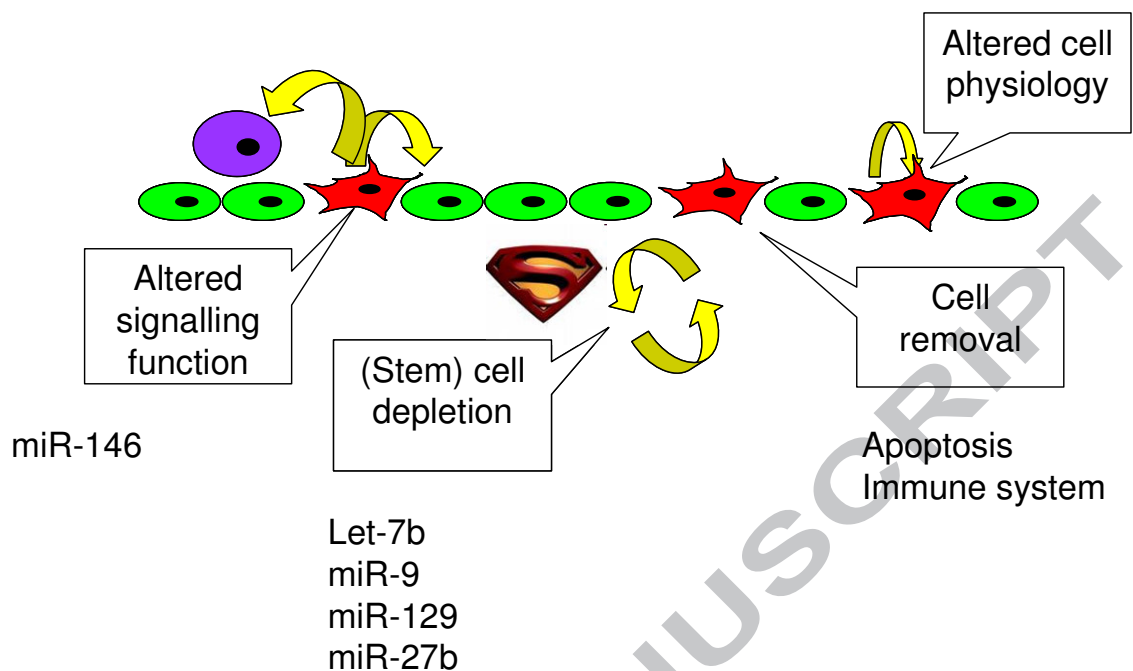 Altered cell
physiology
Altered
signalling
function
(Stem) cell
depletion
Cell
removal
miR-146
Apoptosis
Immune system
Let-7b
miR-9
miR-129
miR-27b
S
USCRIPT